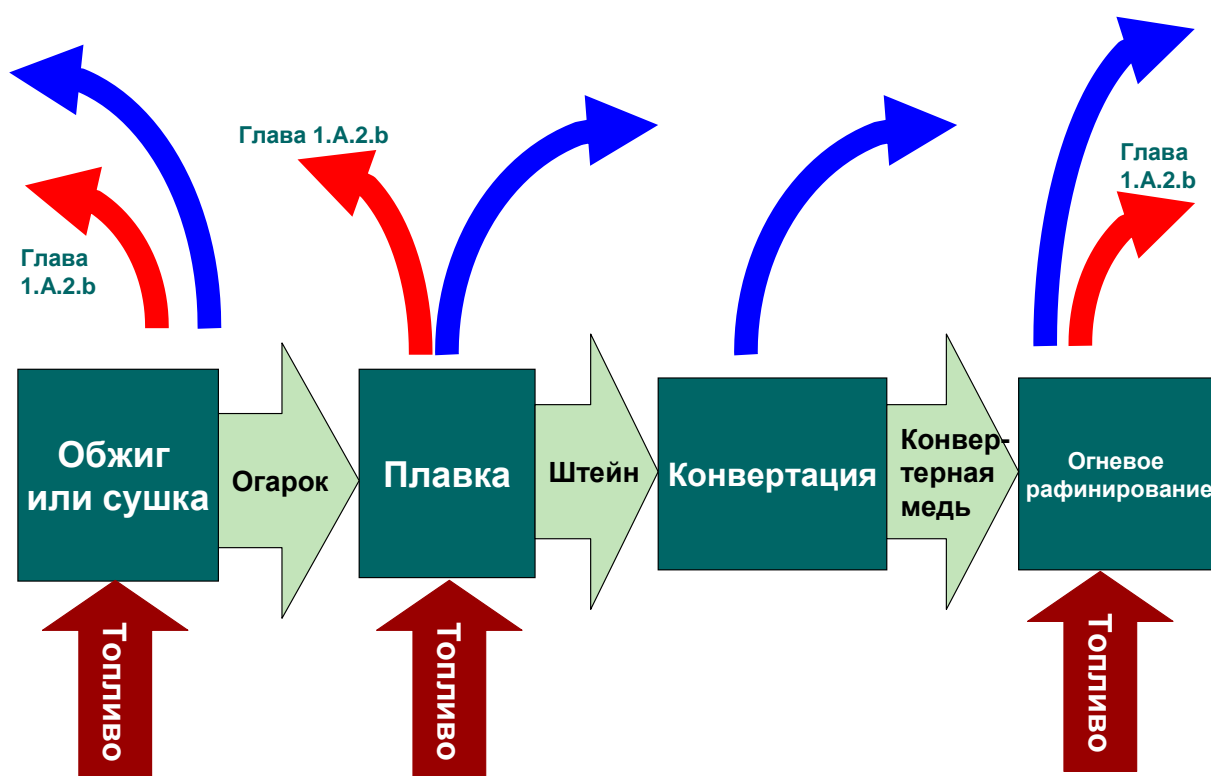 Глава 1.A.2.b
Глава
1.A.2.b
Глава
1.A.2.b
Обжиг
или сушка
Огарок
Плавка
Штейн
Конвертация
Конвер-
терная
медь
Огневое
рафинирование
Топливо
Топливо
Топливо